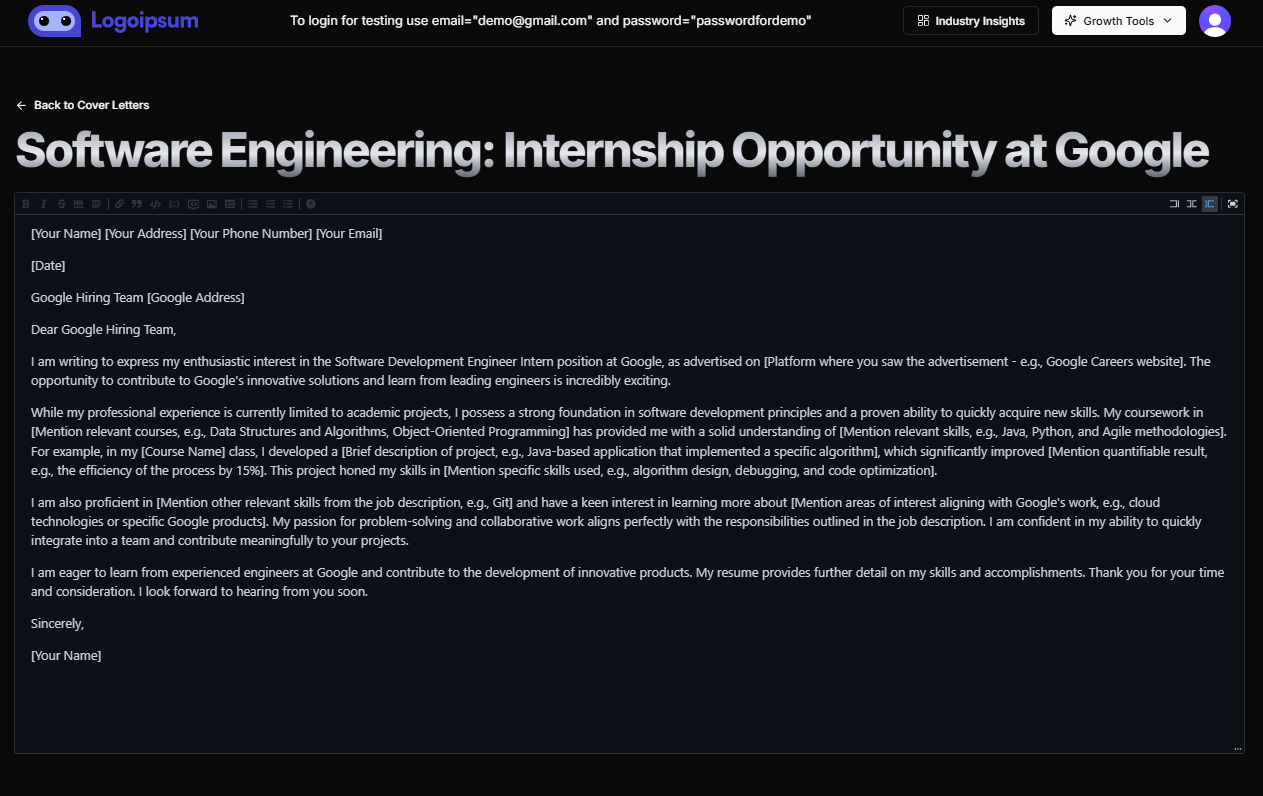 Logoipsum
To login for testing use email="demo@gmail.com" and password="passwordfordemo"
Industry Insights
Growth Tools
Back to Cover Letters
Software Engineering: Internship Opportunity at Google
[Your Name] [Your Address] [Your Phone Number] [Your Email]
[Date]
Google Hiring Team [Google Address]
Dear Google Hiring Team,
I am writing to express my enthusiastic interest in the Software Development Engineer Intern position at Google, as advertised on [Platform where you saw the advertisement - e.g., Google Careers website]. The
opportunity to contribute to Google's innovative solutions and learn from leading engineers is incredibly exciting.
While my professional experience is currently limited to academic projects, I possess a strong foundation in software development principles and a proven ability to quickly acquire new skills. My coursework in
[Mention relevant courses, e.g., Data Structures and Algorithms, Object-Oriented Programming] has provided me with a solid understanding of [Mention relevant skills, e.g., Java, Python, and Agile methodologies].
For example, in my [Course Name] class, I developed a [Brief description of project, e.g., Java-based application that implemented a specific algorithm], which significantly improved [Mention quantifiable result,
e.g., the efficiency of the process by 15%]. This project honed my skills in [Mention specific skills used, e.g., algorithm design, debugging, and code optimization].
I am also proficient in [Mention other relevant skills from the job description, e.g., Git] and have a keen interest in learning more about [Mention areas of interest aligning with Google's work, e.g., cloud
technologies or specific Google products]. My passion for problem-solving and collaborative work aligns perfectly with the responsibilities outlined in the job description. I am confident in my ability to quickly
integrate into a team and contribute meaningfully to your projects.
I am eager to learn from experienced engineers at Google and contribute to the development of innovative products. My resume provides further detail on my skills and accomplishments. Thank you for your time
and consideration. I look forward to hearing from you soon.
Sincerely,
[Your Name]